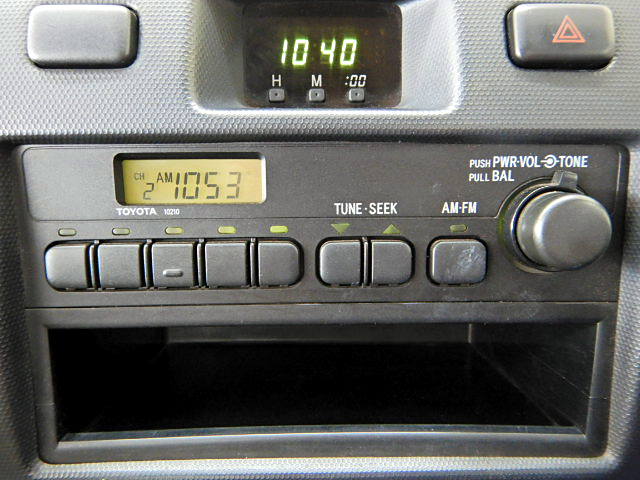 10 40
H M :00
CH 2 AM 1053
TOYOTA 10210
TUNE·SEEK
AM·FM
PUSH PWR·VOL TONE
PULL BAL